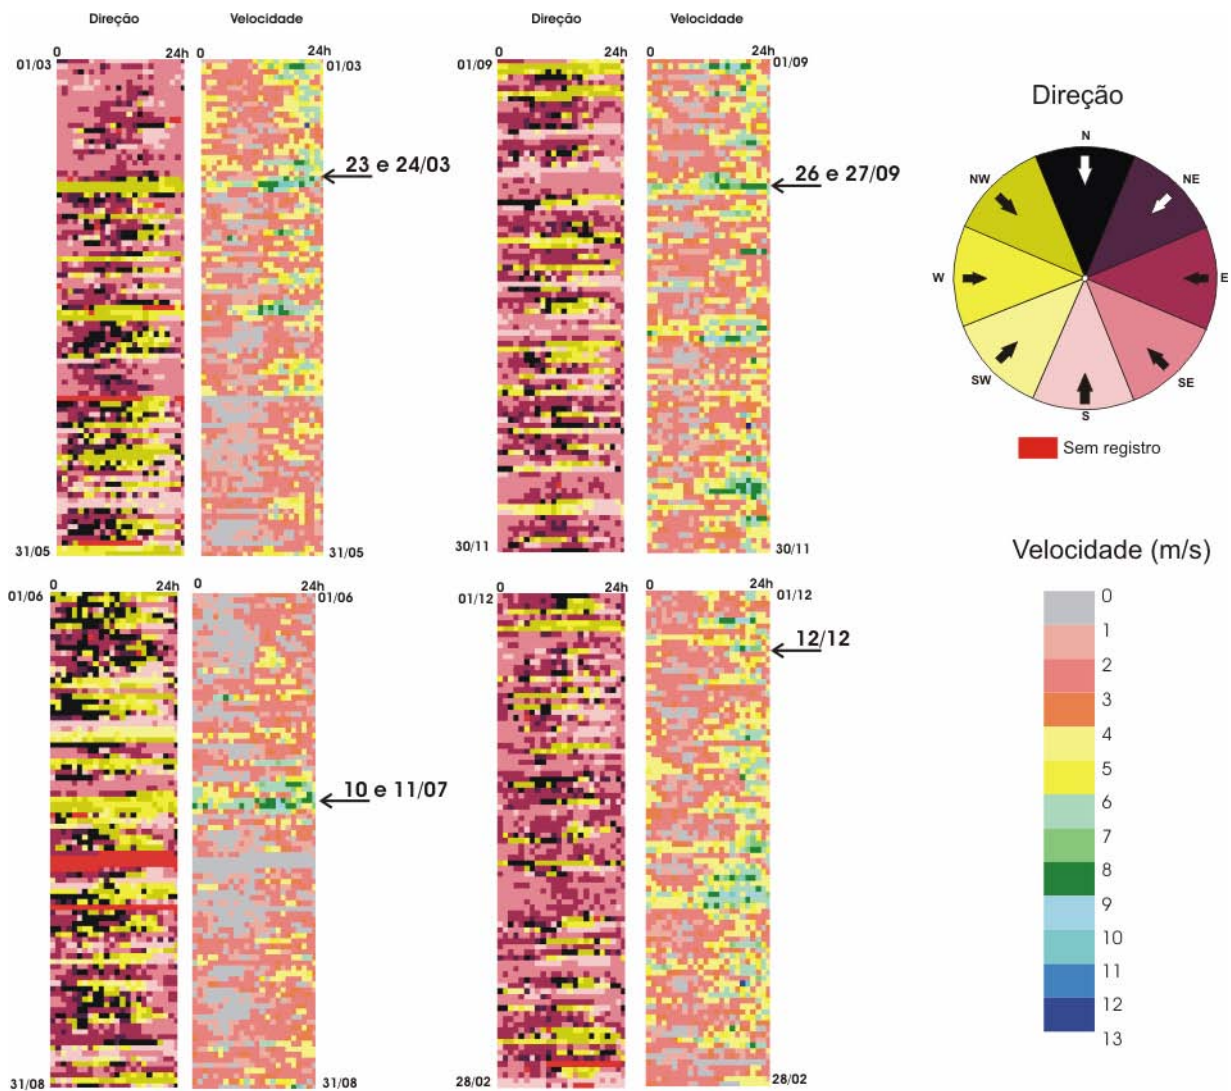 Direção Velocidade Direção Velocidade
0 24h 0 24h 0 24h 0 24h
01/03 01/03 01/09 01/09
23 e 24/03
26 e 27/09
31/05 31/05 30/11 30/11
0 24h 0 24h 0 24h 0 24h
01/06 01/06 01/12 01/12
12/12
10 e 11/07
31/08 31/08 28/02 28/02
Direção
N
NW NE
W E
SW SE
S
Sem registro
Velocidade (m/s)
0
1
2
3
4
5
6
7
8
9
10
11
12
13